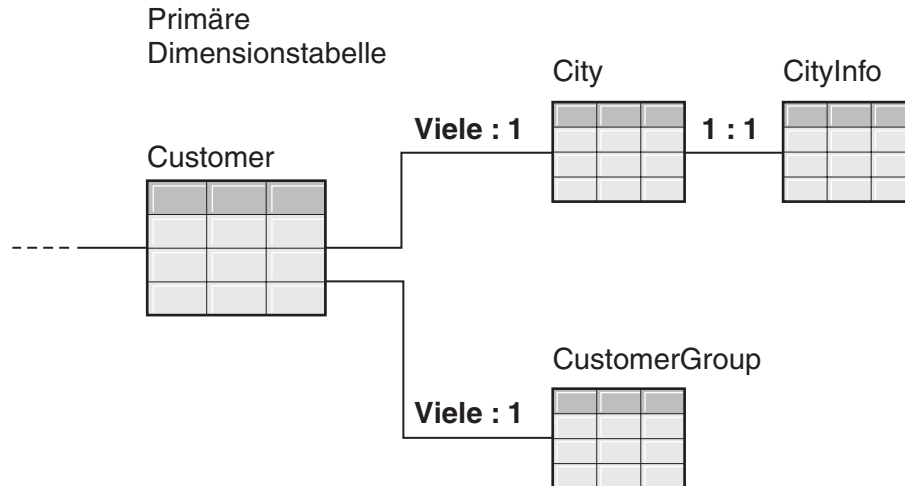 Primäre
Dimensionstabelle
City
CityInfo
Viele : 1
1 : 1
Customer
CustomerGroup
Viele : 1